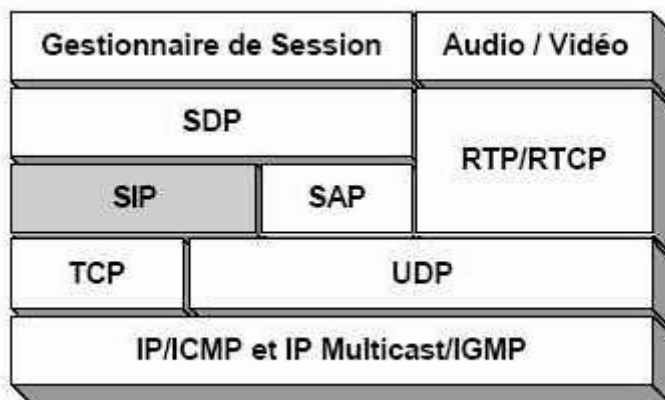 Gestionnaire de Session
Audio / Vidéo
SDP
RTP/RTCP
SIP
SAP
TCP
UDP
IP/ICMP et IP Multicast/IGMP